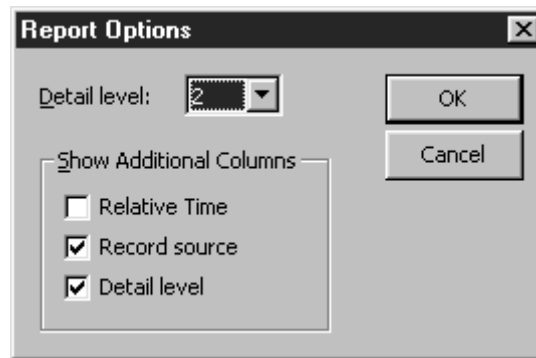 Report Options
Detail level: 2
OK
Cancel
Show Additional Columns
Relative Time
Record source
Detail level